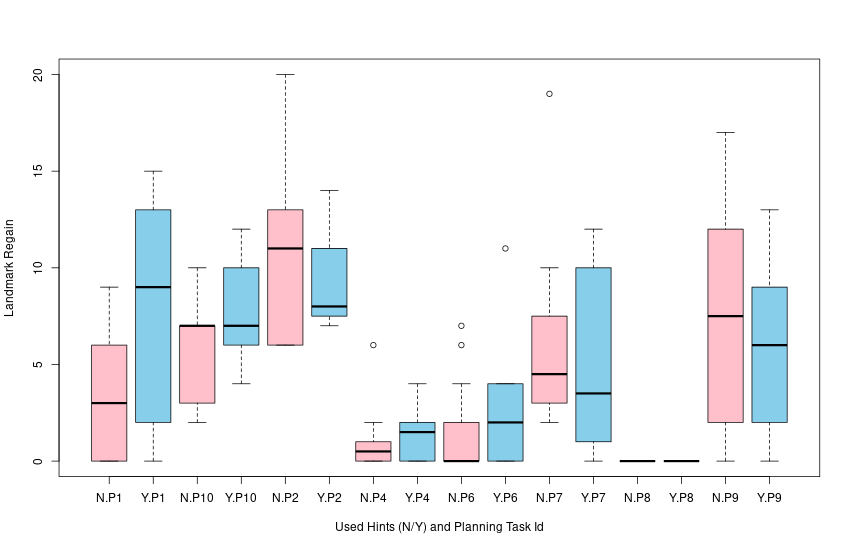 20
15
10
5
0
Landmark Regain
N.P1 Y.P1 N.P10 Y.P10 N.P2 Y.P2 N.P4 Y.P4 N.P6 Y.P6 N.P7 Y.P7 N.P8 Y.P8 N.P9 Y.P9
Used Hints (N/Y) and Planning Task Id